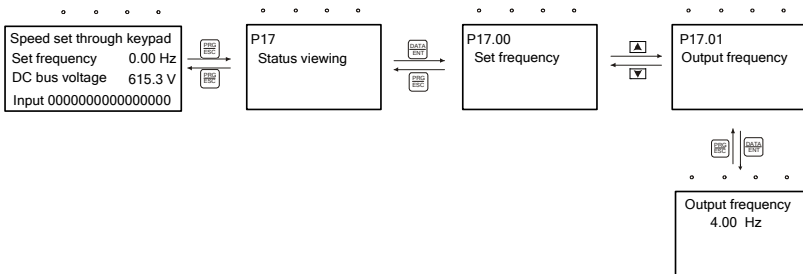 Speed set through keypad
Set frequency 0.00 Hz
DC bus voltage 615.3 V
Input 0000000000000000
PRG
ESC
PRG
ESC
P17
Status viewing
DATA
ENT
PRG
ESC
P17.00
Set frequency
P17.01
Output frequency
PRG
ESC
DATA
ENT
Output frequency
4.00 Hz